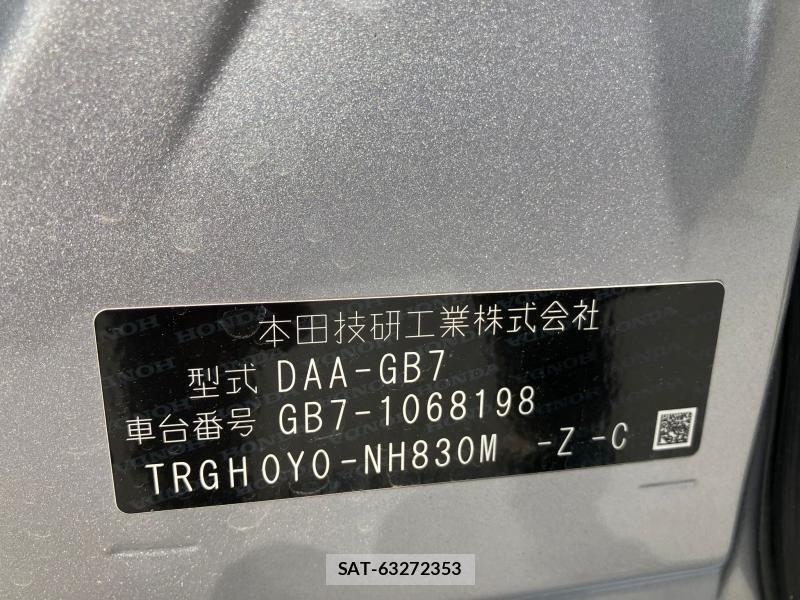 本田技研工業株式会社
型式 DAA-GB7
車台番号 GB7-1068198
TRGH0Y0-NH830M -Z -C
SAT-63272353